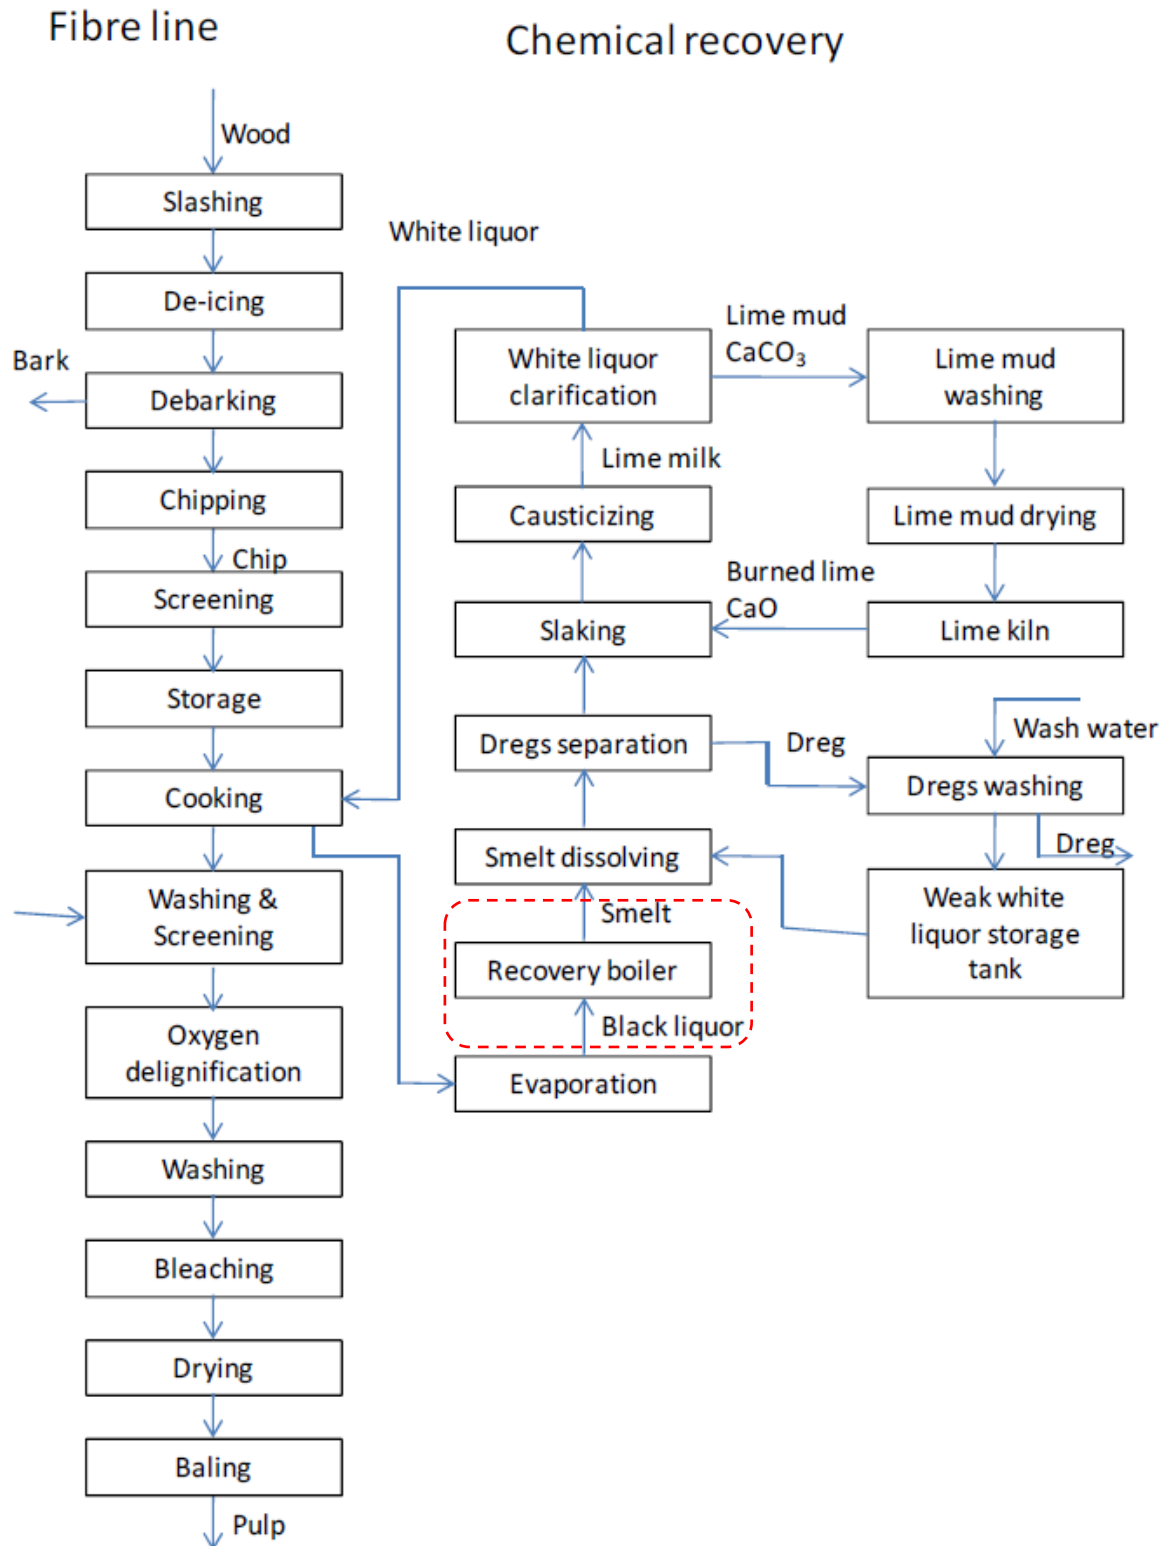 Fibre line
Chemical recovery
Wood
Slashing
De-icing
Bark
Debarking
Chipping
Chip
Screening
Storage
Cooking
Washing &
Screening
Oxygen
delignification
Washing
Bleaching
Drying
Baling
Pulp
White liquor
White liquor
clarification
Lime mud
CaCO₃
Lime mud
washing
Lime milk
Causticizing
Lime mud drying
Burned lime
CaO
Slaking
Lime kiln
Dregs separation
Dreg
Wash water
Dregs washing
Dreg
Smelt dissolving
Weak white
liquor storage
tank
Smelt
Recovery boiler
Black liquor
Evaporation